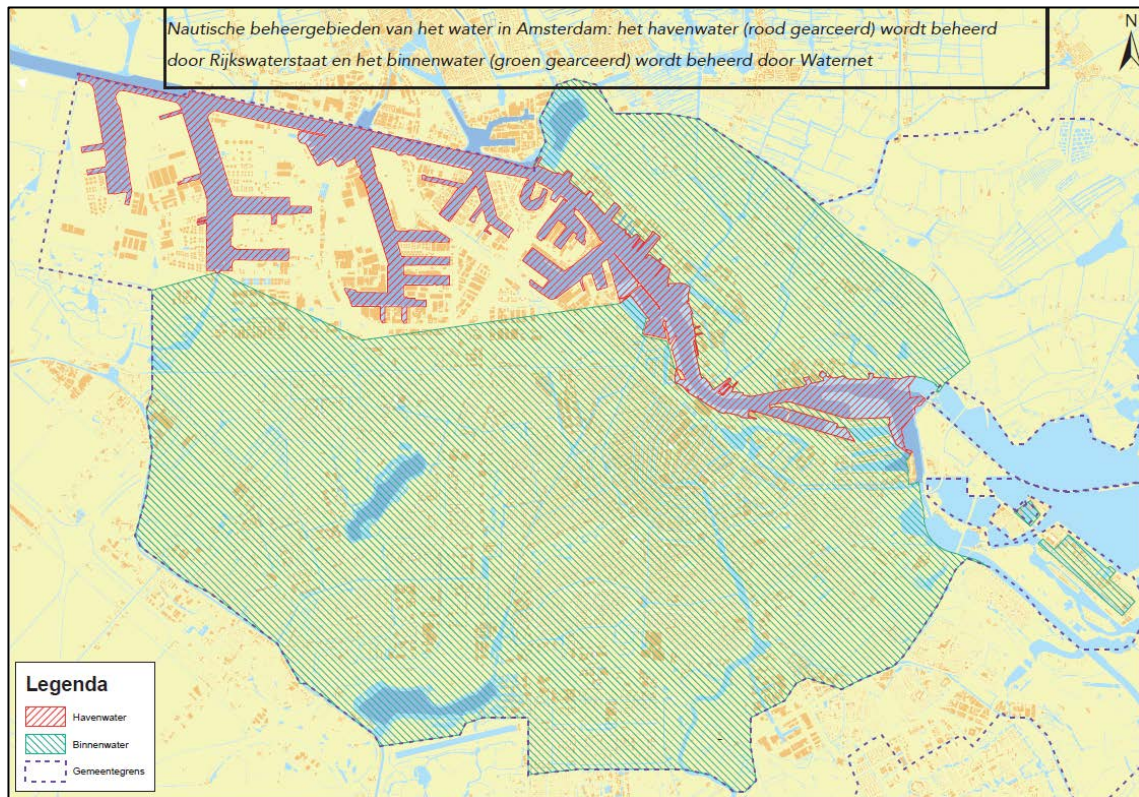 Nautische beheergebieden van het water in Amsterdam: het havenwater (rood gearceerd) wordt beheerd
door Rijkswaterstaat en het binnenwater (groen gearceerd) wordt beheerd door Waternet
N
Legenda
Havenwater
Binnenwater
Gemeentegrens